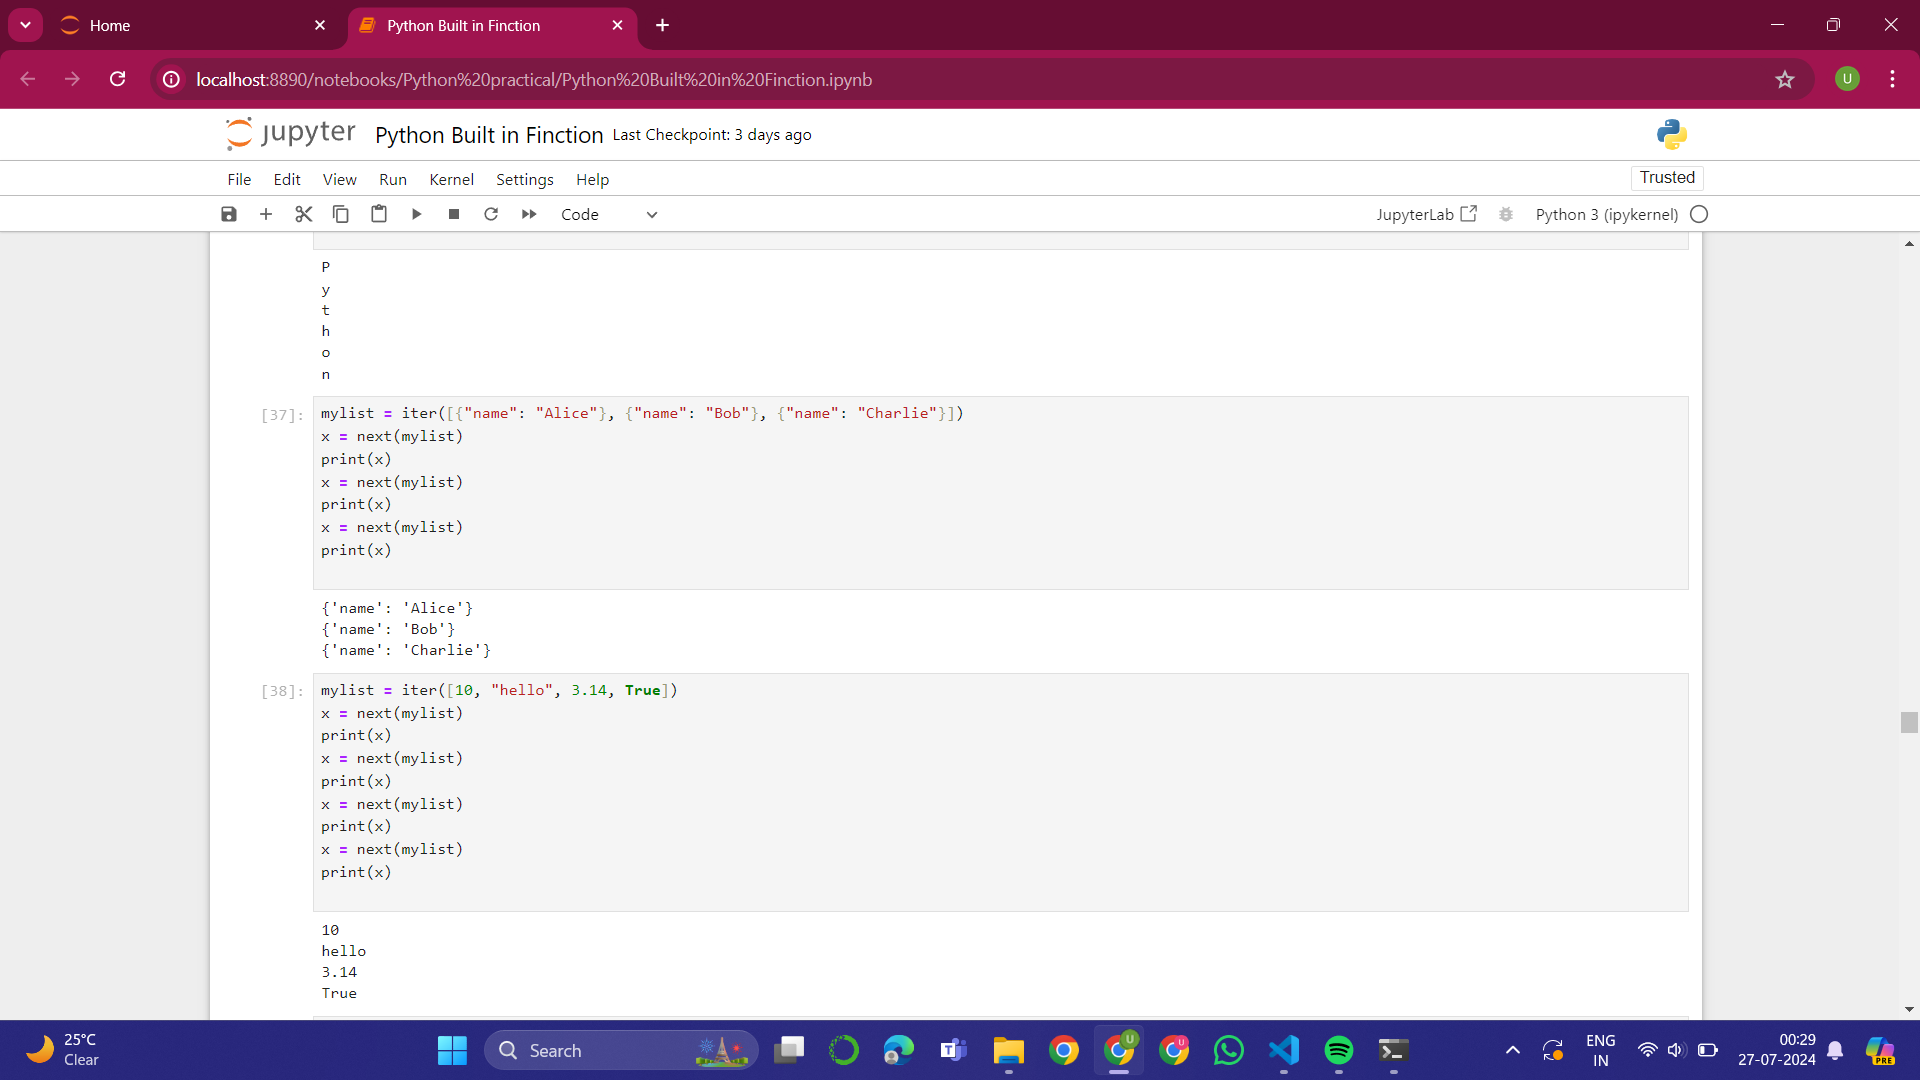 Home
Python Built in Finction
localhost:8890/notebooks/Python%20practical/Python%20Built%20in%20Finction.ipynb
U
jupyter Python Built in Finction Last Checkpoint: 3 days ago
File Edit View Run Kernel Settings Help
Trusted
Code
JupyterLab
Python 3 (ipykernel)
P
y
t
h
o
n
[37]:
mylist = iter([{"name": "Alice"}, {"name": "Bob"}, {"name": "Charlie"}])
x = next(mylist)
print(x)
x = next(mylist)
print(x)
x = next(mylist)
print(x)
{'name': 'Alice'}
{'name': 'Bob'}
{'name': 'Charlie'}
[38]:
mylist = iter([10, "hello", 3.14, True])
x = next(mylist)
print(x)
x = next(mylist)
print(x)
x = next(mylist)
print(x)
x = next(mylist)
print(x)
10
hello
3.14
True
25°C
Clear
Search
U
U
ENG
IN
00:29
27-07-2024
PRE